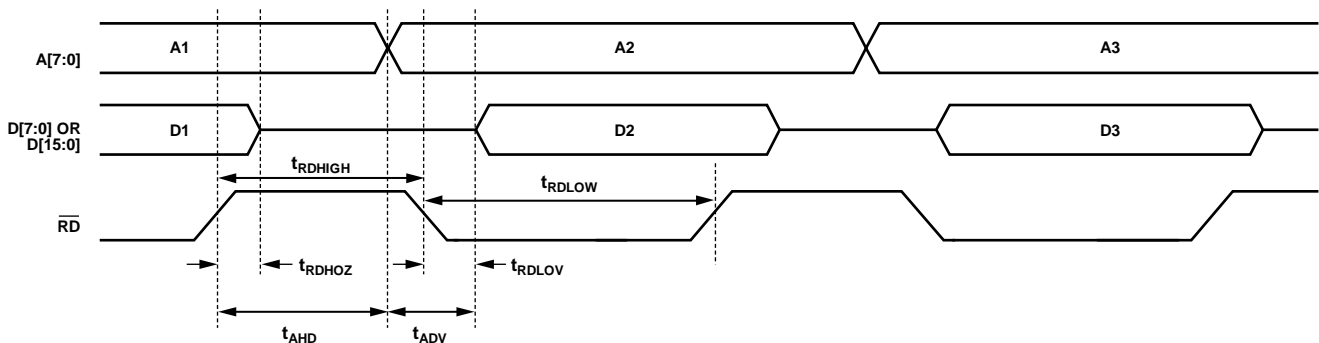 A[7:0]
A1
A2
A3
D[7:0] OR
D[15:0]
D1
D2
D3
tRDHIGH
tRDLOW
RD
tRDHOZ
tRDLOV
tAHD
tADV